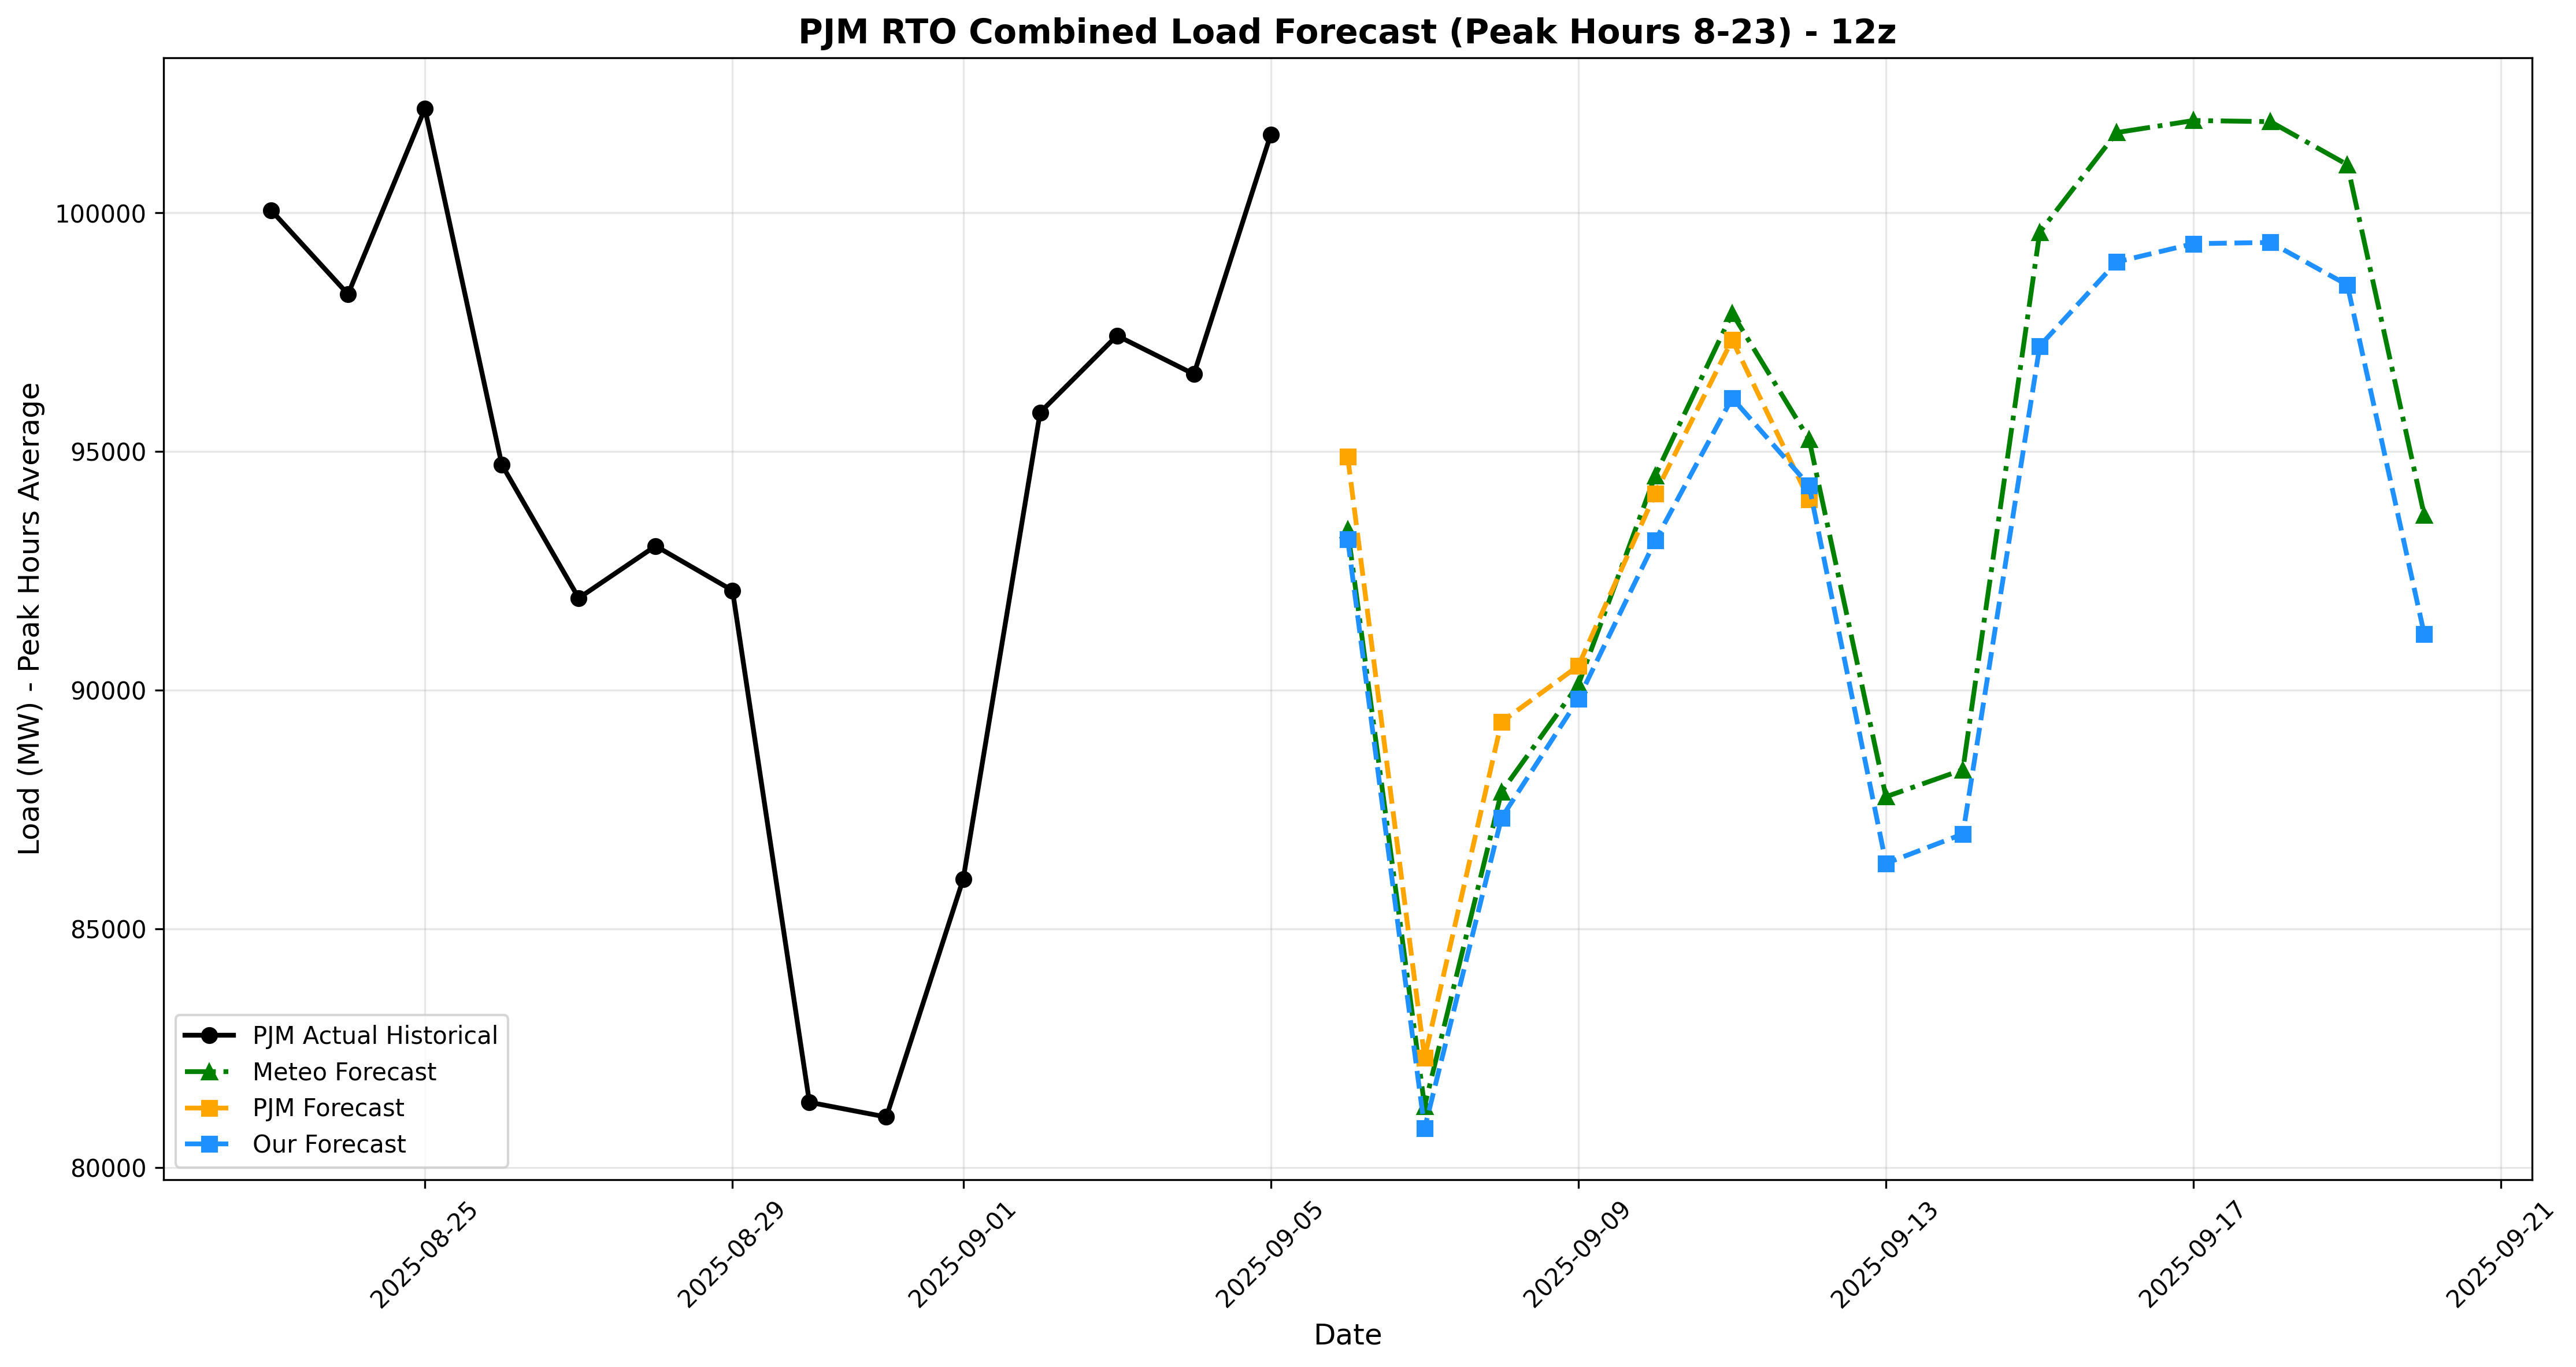 PJM RTO Combined Load Forecast (Peak Hours 8-23) - 12z
Load (MW) - Peak Hours Average
100000
95000
90000
85000
80000
PJM Actual Historical
Meteo Forecast
PJM Forecast
Our Forecast
2025-08-25
2025-08-29
2025-09-01
2025-09-05
2025-09-09
2025-09-13
2025-09-17
2025-09-21
Date